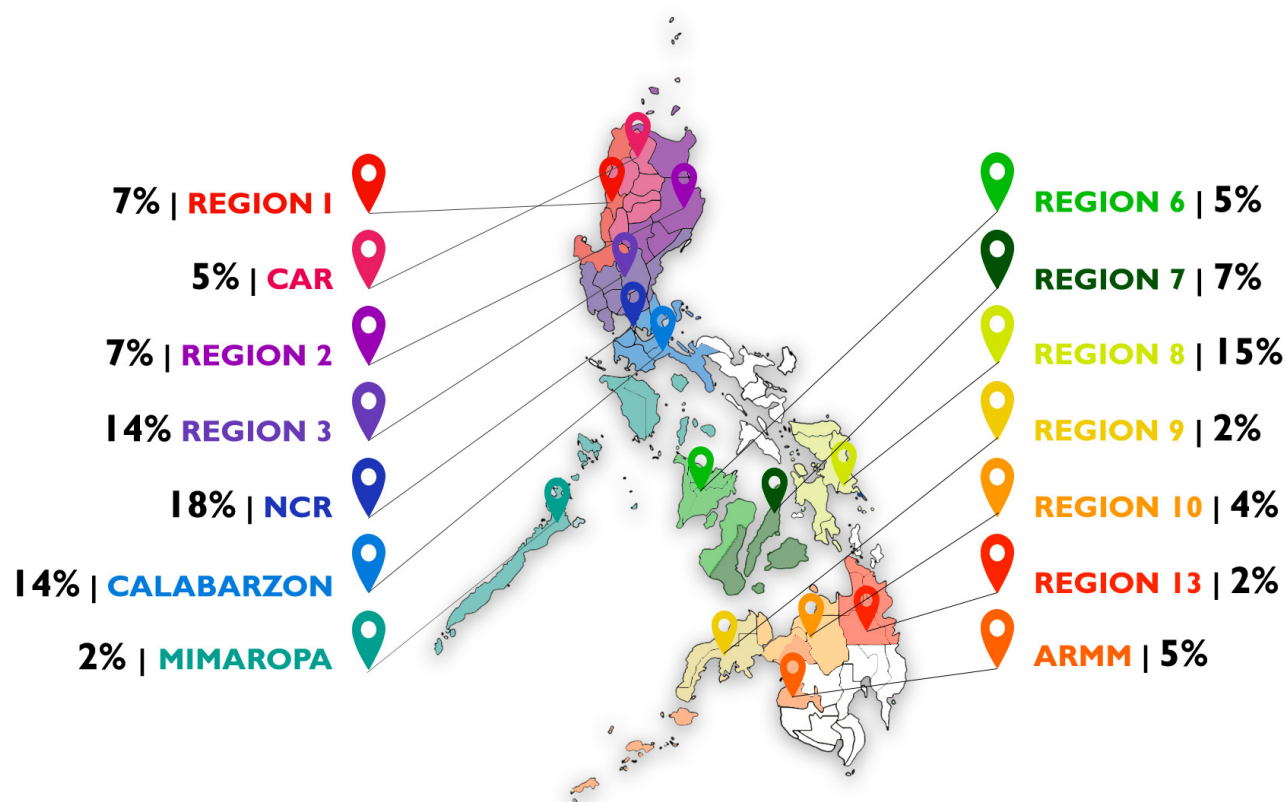 7% | REGION 1
5% | CAR
7% | REGION 2
14% REGION 3
18% | NCR
14% | CALABARZON
2% | MIMAROPA
REGION 6 | 5%
REGION 7 | 7%
REGION 8 | 15%
REGION 9 | 2%
REGION 10 | 4%
REGION 13 | 2%
ARMM | 5%